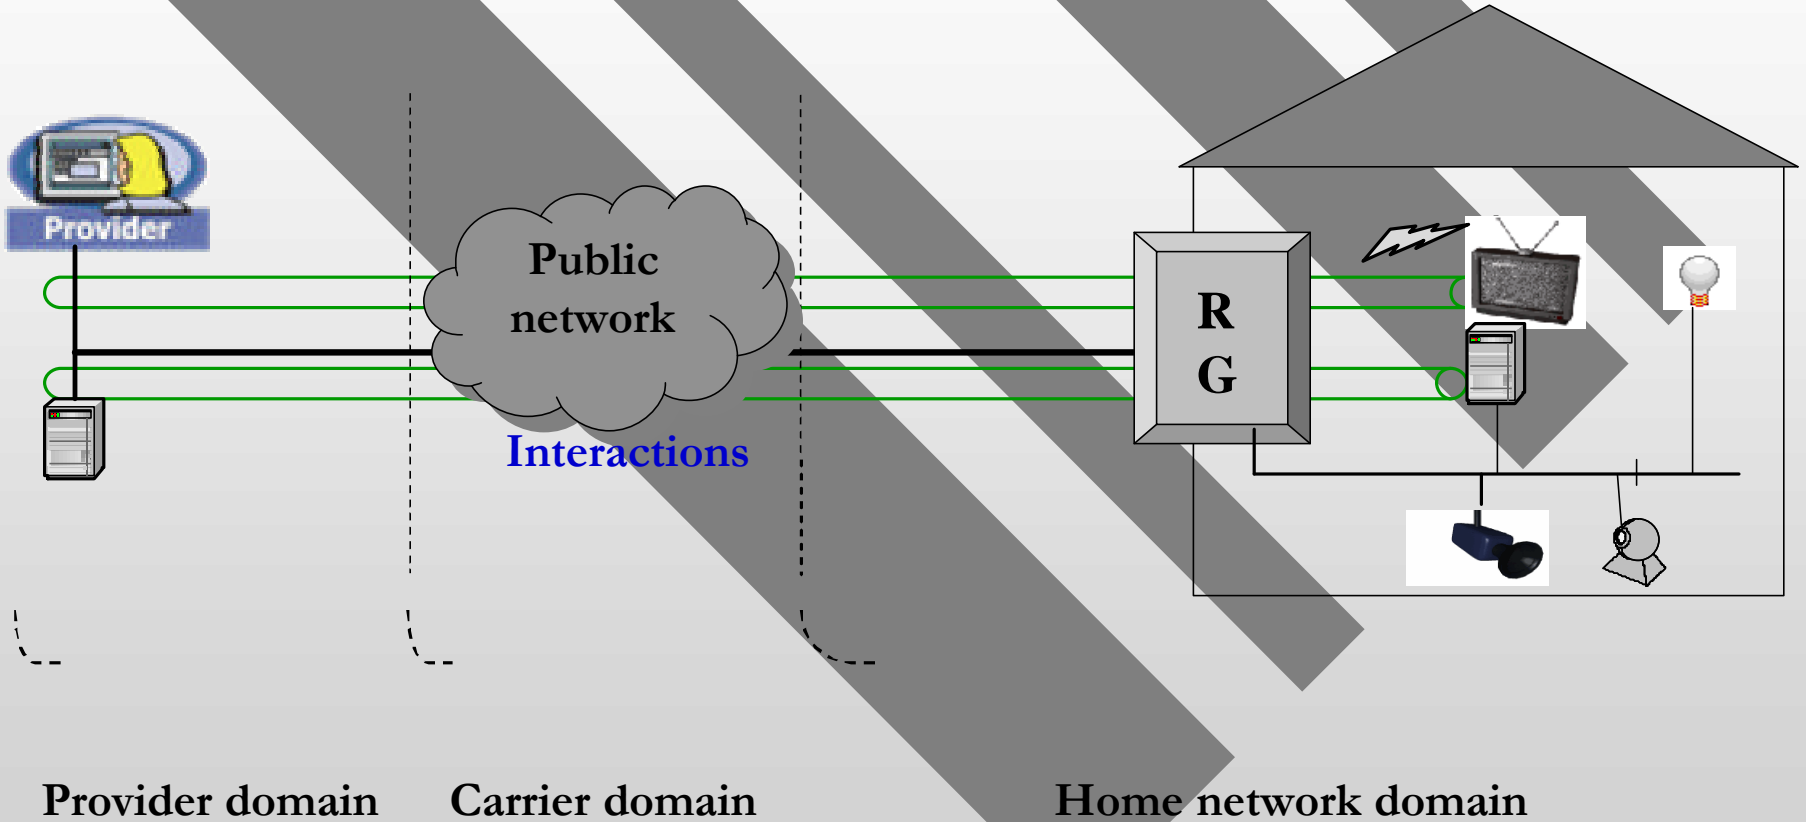 Provider
Public
network
R
G
Interactions
Provider domain
Carrier domain
Home network domain